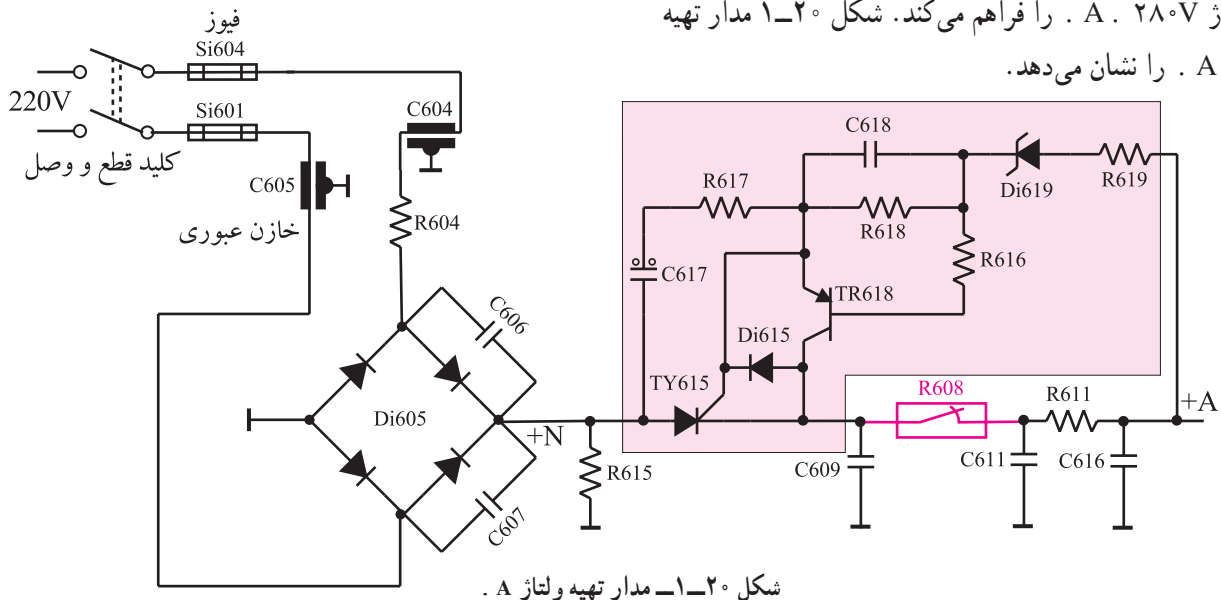 ژ ۲۸۰V . A . را فراهم می‌کند. شکل ۲۰ــ۱ مدار تهیه
A . را نشان می‌دهد.
فیوز
Si604
220V
Si601
C604
کلید قطع و وصل
C605
خازن عبوری
R604
C618
R617
R618
Di619
R619
C617
R616
TR618
Di615
TY615
C606
Di605
+N
R615
C607
R608
R611
+A
C609
C611
C616
شکل ۲۰ــ۱ــ مدار تهیه ولتاژ A .